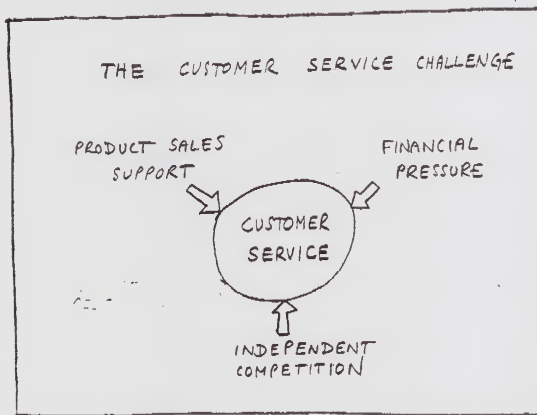 THE CUSTOMER SERVICE CHALLENGE
PRODUCT SALES
SUPPORT
FINANCIAL
PRESSURE
CUSTOMER
SERVICE
INDEPENDENT
COMPETITION